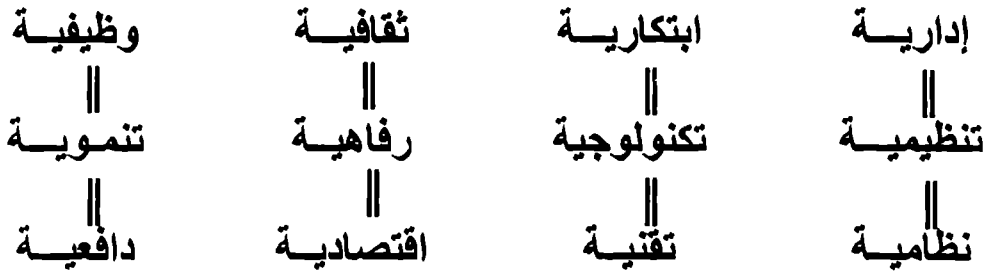 إدارية ابتكارية ثقافية وظيفية
|| || || ||
تنظيمية تكنولوجية رفاهية تنموية
|| || || ||
نظامية تقنية اقتصادية دافعية